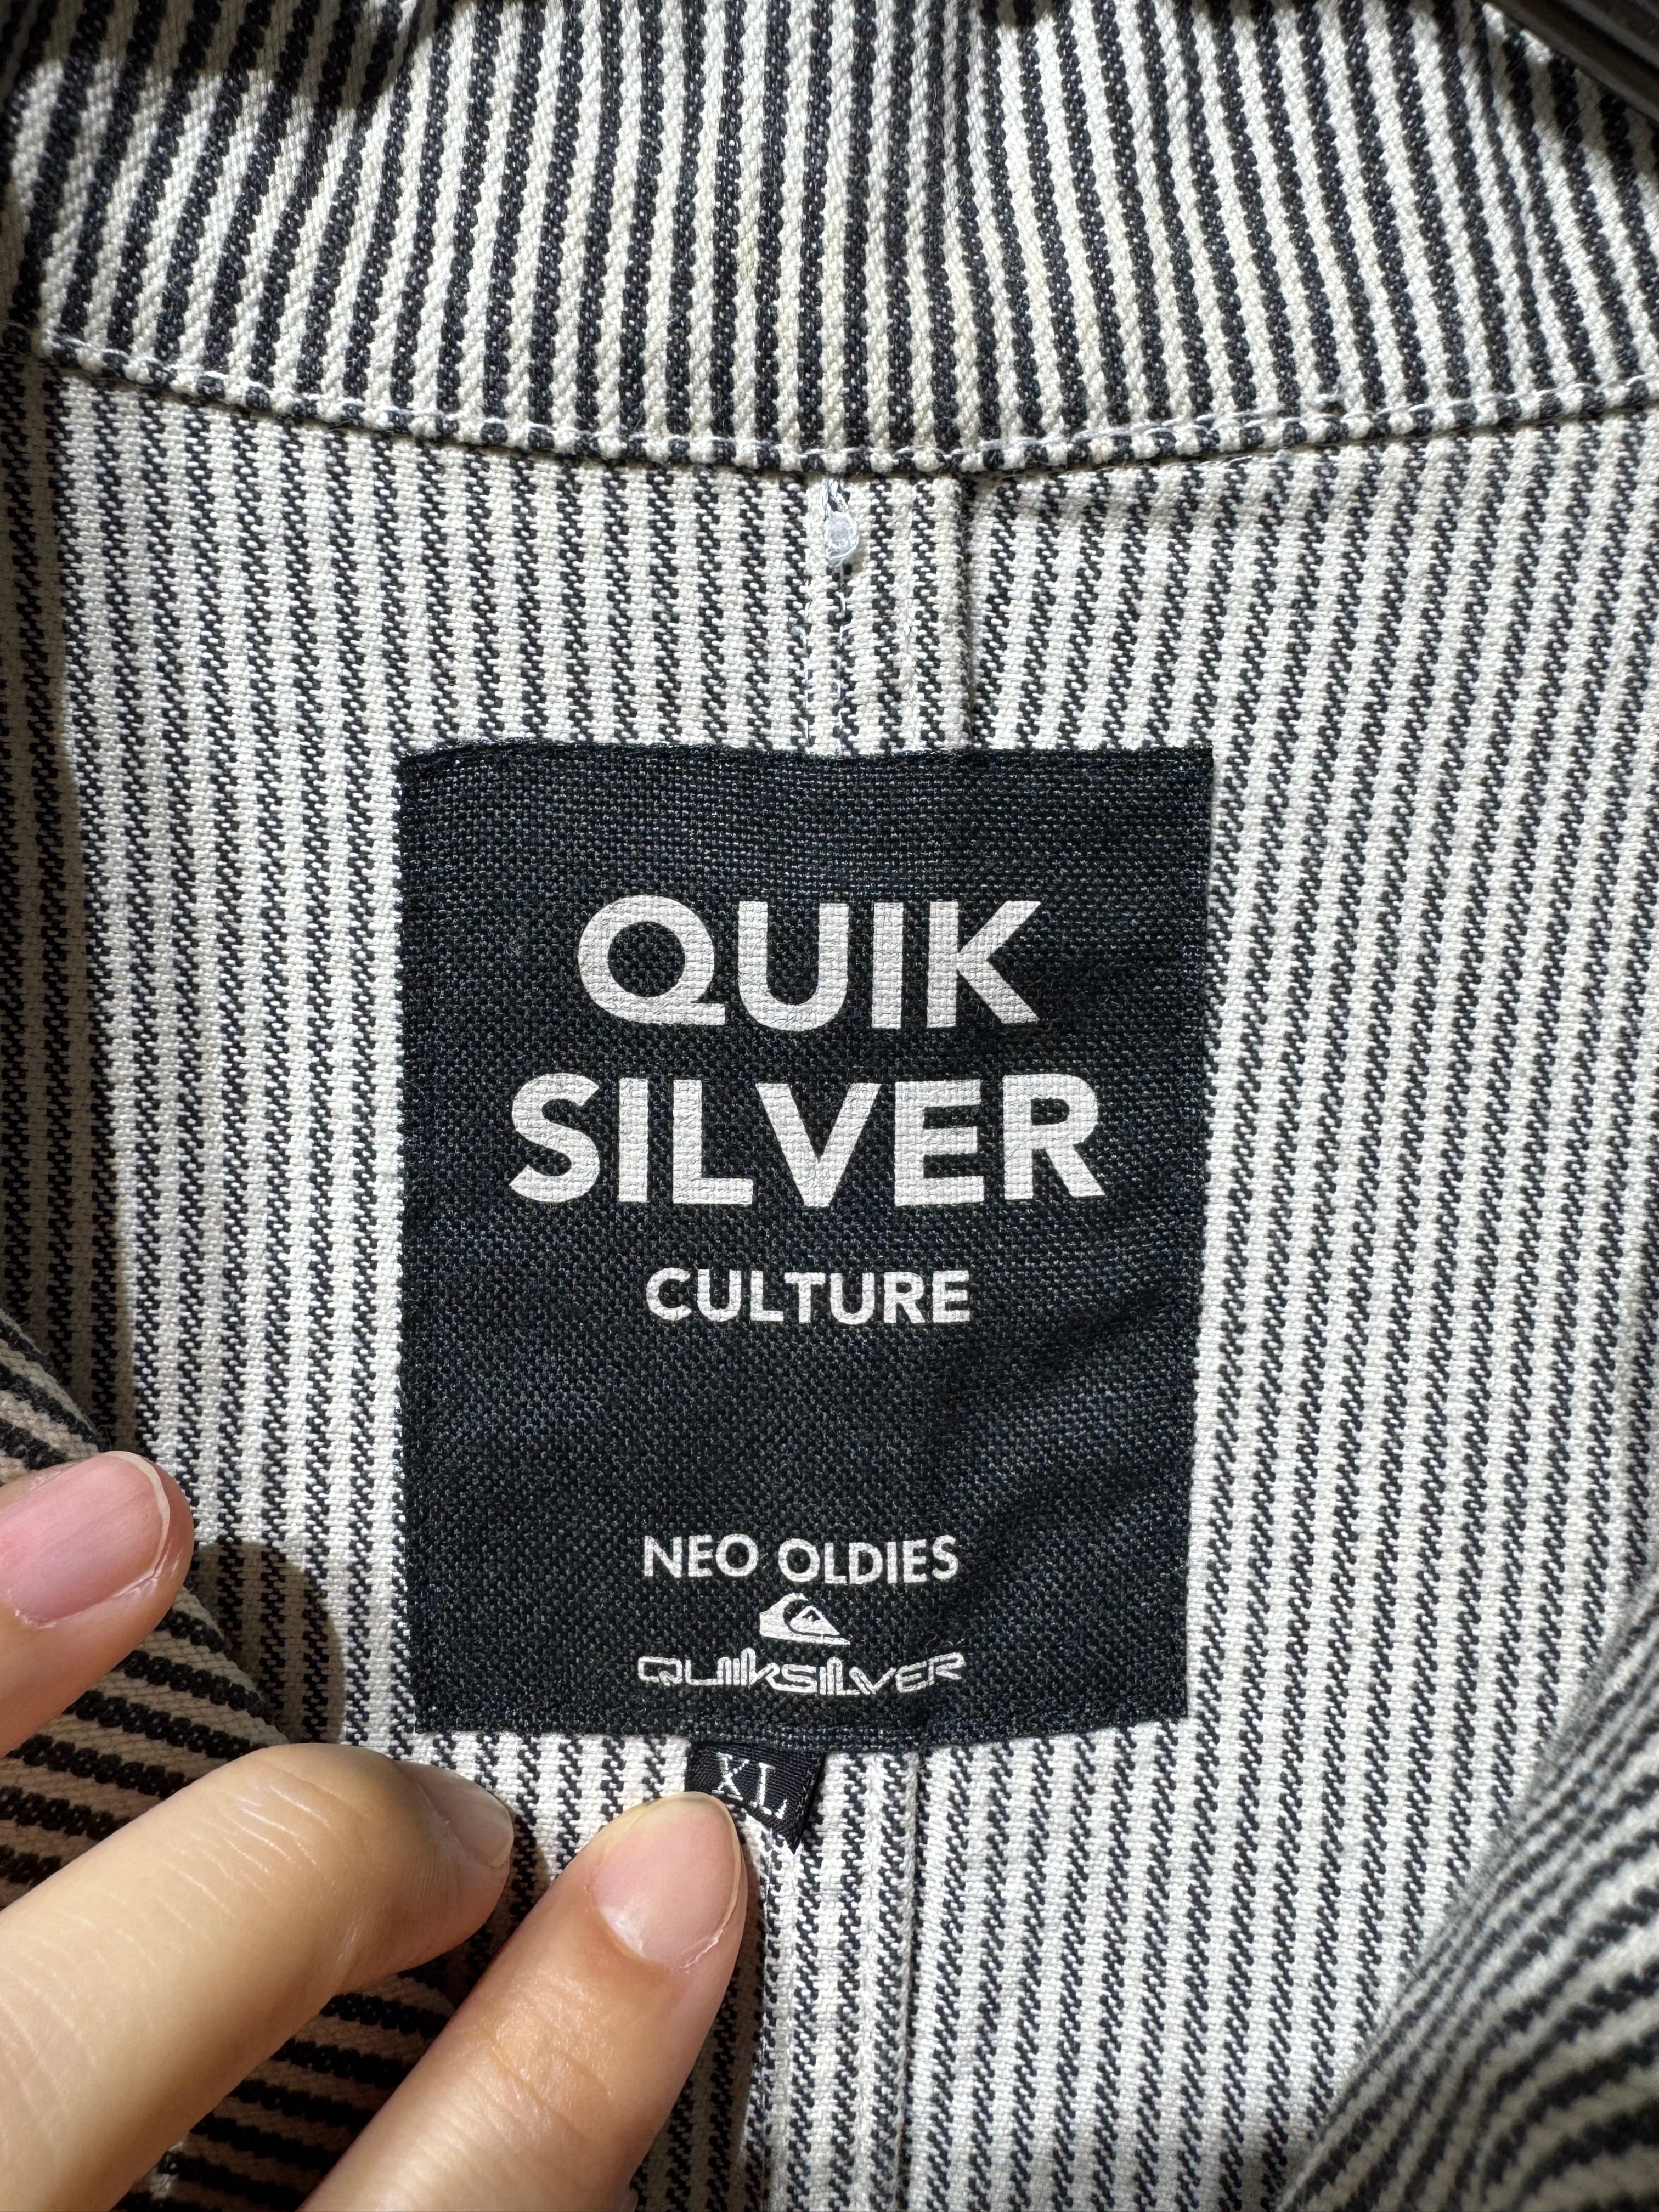 QUIK
SILVER
CULTURE
NEO OLDIES
QUIKSILVER
XL